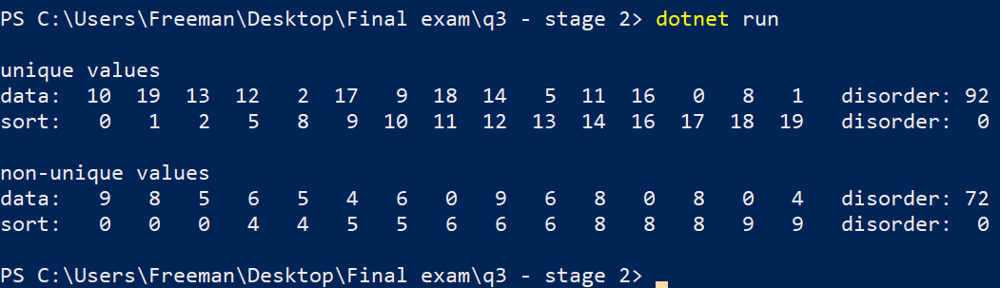 PS C:\Users\Freeman\Desktop\Final exam\q3 - stage 2> dotnet run
unique values
data:  10  19  13  12   2  17   9  18  14   5  11  16   0   8   1   disorder: 92
sort:   0   1   2   5   8   9  10  11  12  13  14  16  17  18  19   disorder:  0
non-unique values
data:   9   8   5   6   5   4   6   0   9   6   8   0   8   0   4   disorder: 72
sort:   0   0   0   4   4   5   5   6   6   6   8   8   8   9   9   disorder:  0
PS C:\Users\Freeman\Desktop\Final exam\q3 - stage 2>